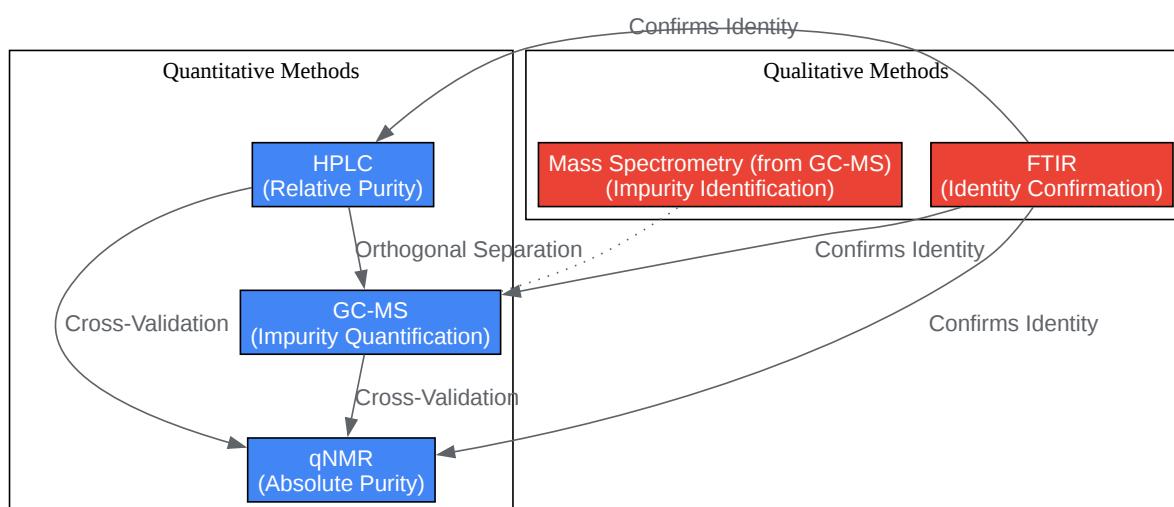 Confirms Identity
Quantitative Methods
Qualitative Methods
HPLC
(Relative Purity)
Mass Spectrometry (from GC-MS)
(Impurity Identification)
FTIR
(Identity Confirmation)
Orthogonal Separation
Confirms Identity
GC-MS
(Impurity Quantification)
Cross-Validation
Confirms Identity
Cross-Validation
qNMR
(Absolute Purity)